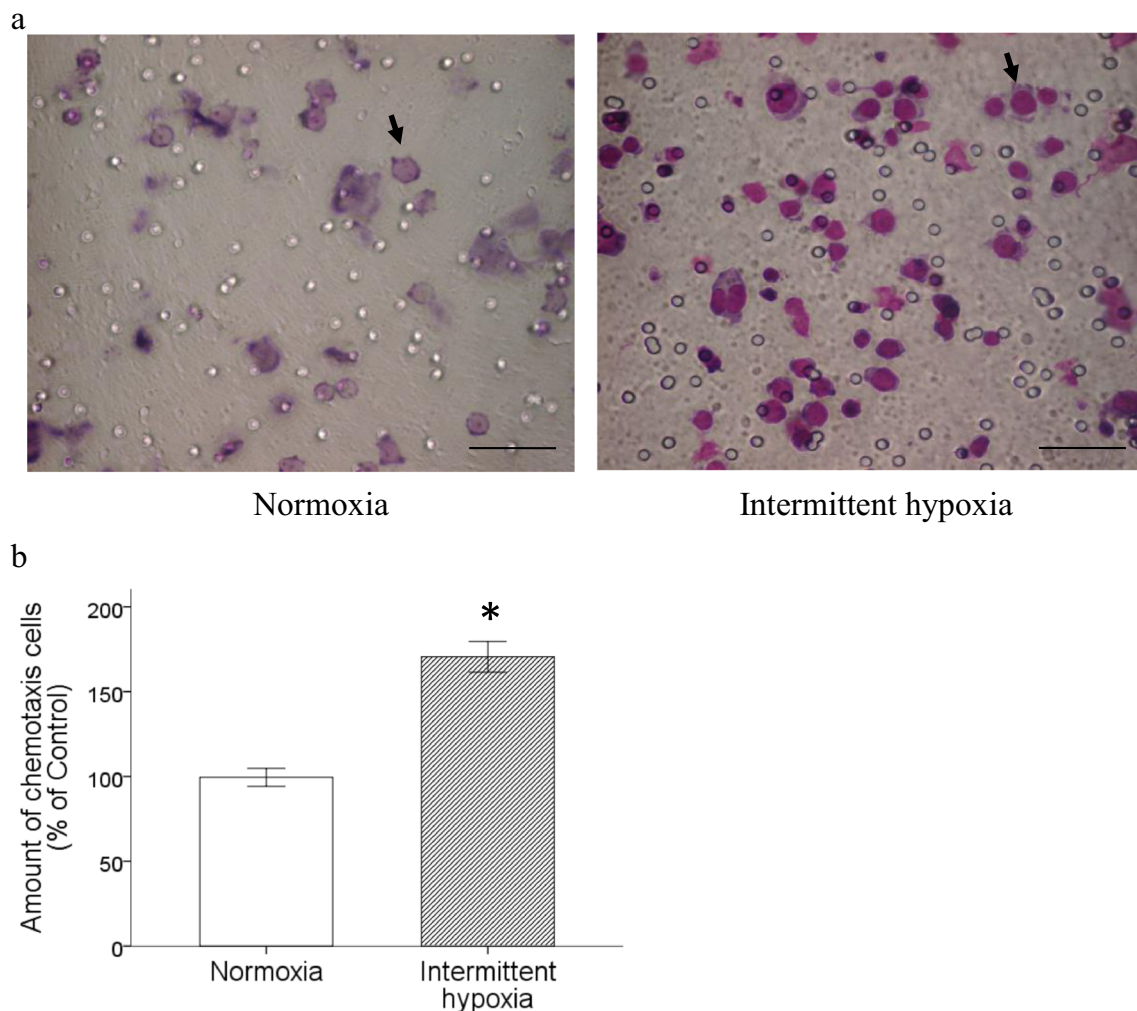 a
Normoxia
Intermittent hypoxia
b
Amount of chemotaxis cells
(% of Control)
200
150
100
50
0
*
Normoxia
Intermittent
hypoxia